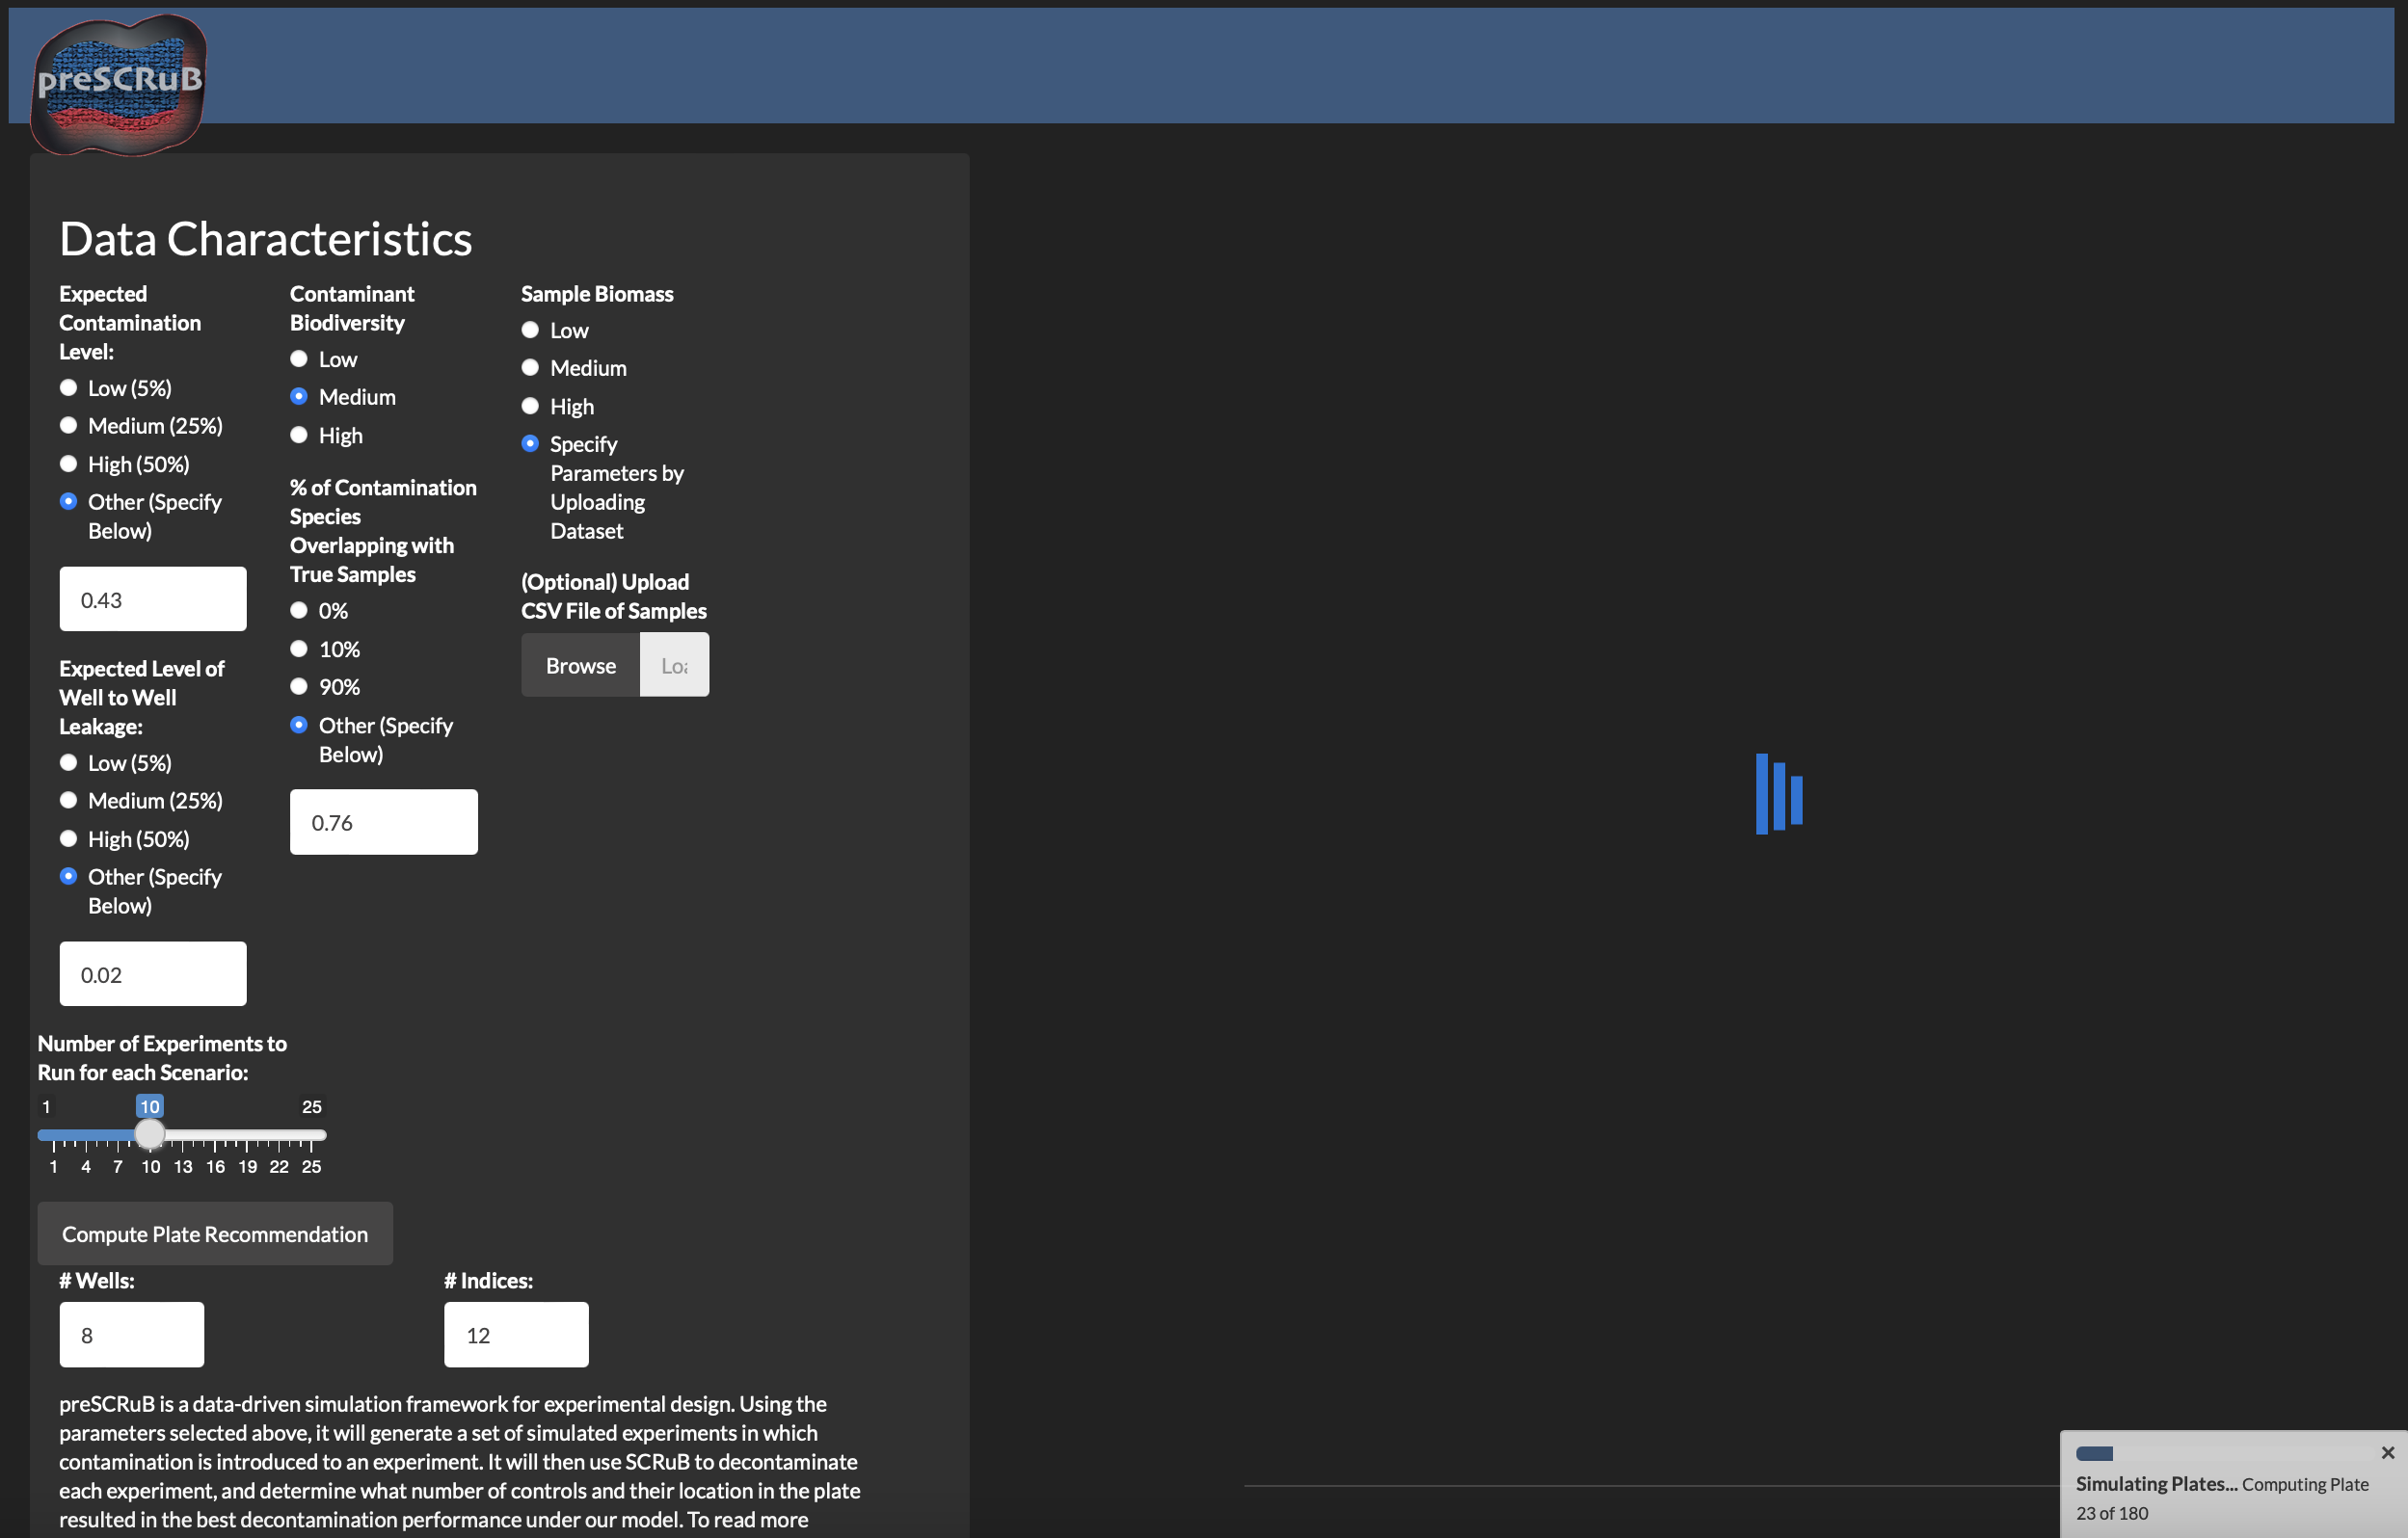 preSCRuB
Data Characteristics
Expected
Contamination
Level:
Low (5%)
Medium (25%)
High (50%)
Other (Specify
Below)
0.43
Expected Level of
Well to Well
Leakage:
Low (5%)
Medium (25%)
High (50%)
Other (Specify
Below)
0.02
Contaminant
Biodiversity
Low
Medium
High
% of Contamination
Species
Overlapping with
True Samples
0%
10%
90%
Other (Specify
Below)
0.76
Sample Biomass
Low
Medium
High
Specify
Parameters by
Uploading
Dataset
(Optional) Upload
CSV File of Samples
Browse
Number of Experiments to
Run for each Scenario:
1 10 25
1 4 7 10 13 16 19 22 25
Compute Plate Recommendation
# Wells:
8
# Indices:
12
preSCRuB is a data-driven simulation framework for experimental design. Using the
parameters selected above, it will generate a set of simulated experiments in which
contamination is introduced to an experiment. It will then use SCRuB to decontaminate
each experiment, and determine what number of controls and their location in the plate
resulted in the best decontamination performance under our model. To read more
Simulating Plates... Computing Plate
23 of 180